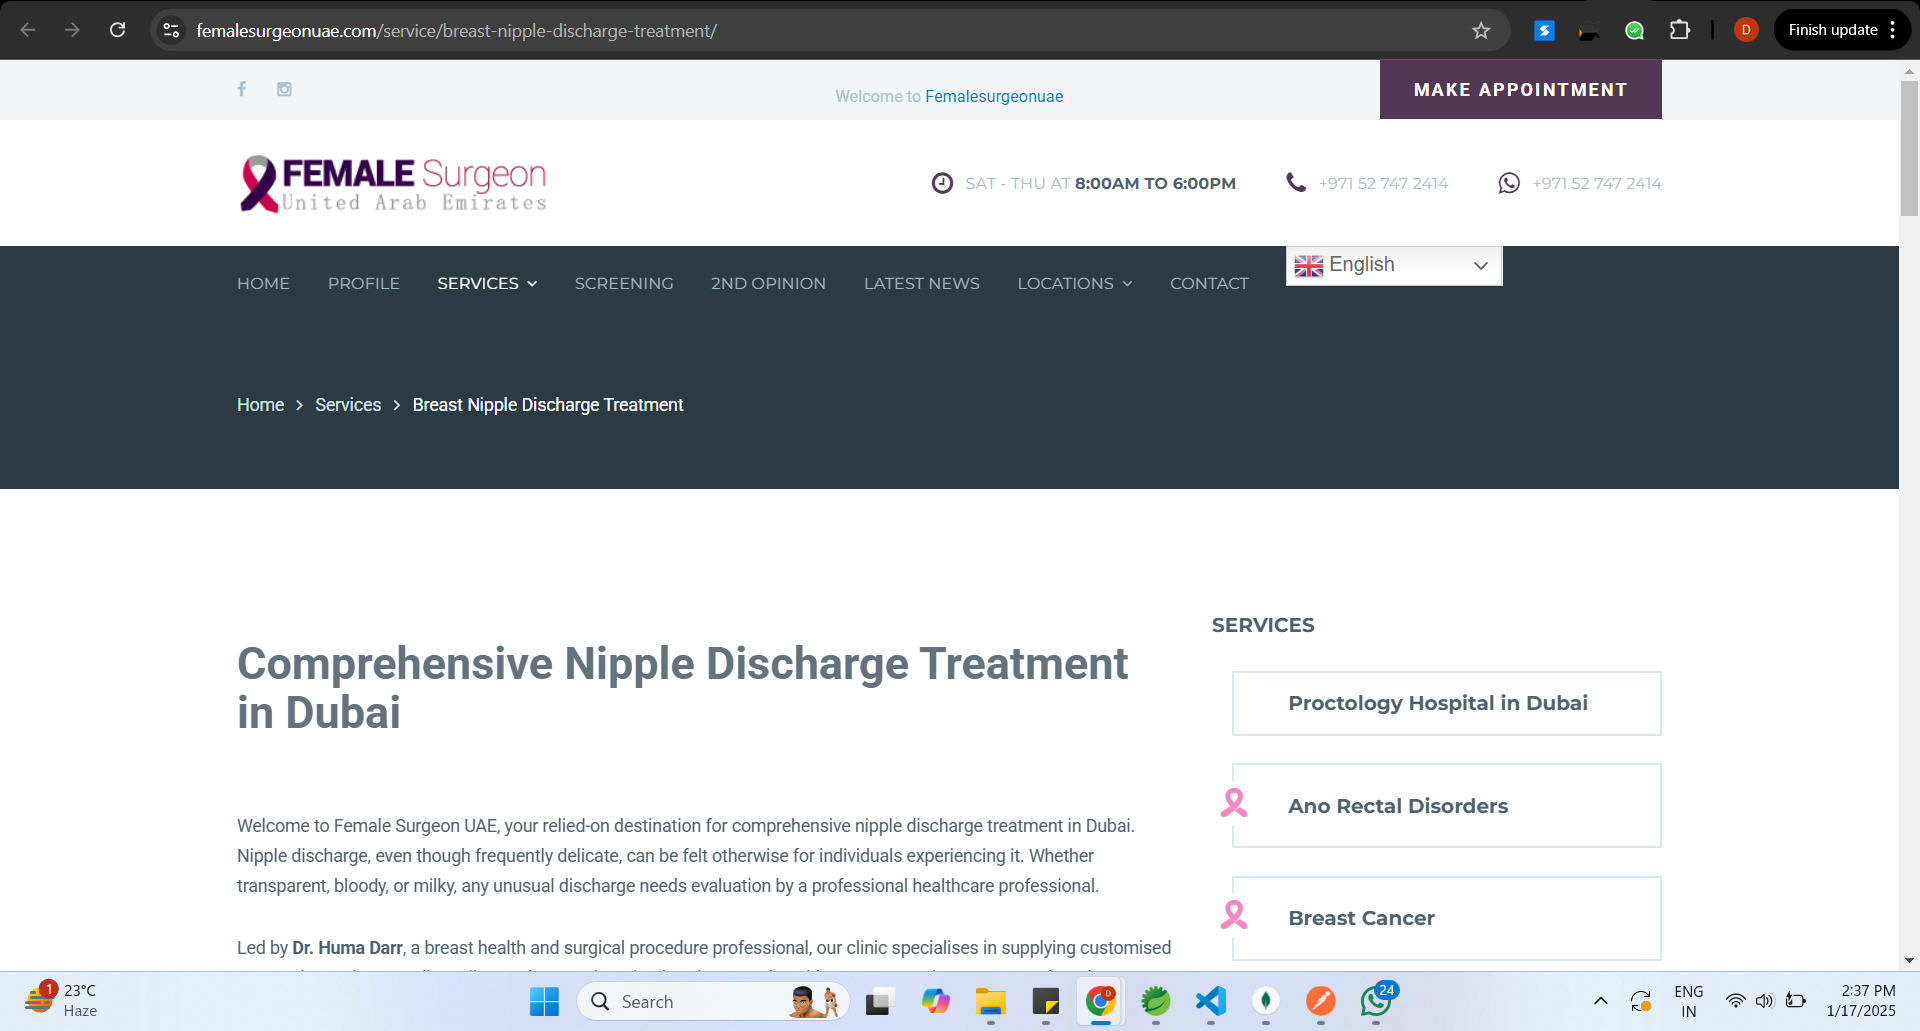 femalesurgeonuae.com/service/breast-nipple-discharge-treatment/
D
Finish update
Welcome to Femalesurgeonuae
MAKE APPOINTMENT
FEMALE Surgeon
United Arab Emirates
SAT - THU AT 8:00AM TO 6:00PM
+971 52 747 2414
+971 52 747 2414
HOME
PROFILE
SERVICES
SCREENING
2ND OPINION
LATEST NEWS
LOCATIONS
CONTACT
English
Home > Services > Breast Nipple Discharge Treatment
Comprehensive Nipple Discharge Treatment
in Dubai
Welcome to Female Surgeon UAE, your relied-on destination for comprehensive nipple discharge treatment in Dubai.
Nipple discharge, even though frequently delicate, can be felt otherwise for individuals experiencing it. Whether
transparent, bloody, or milky, any unusual discharge needs evaluation by a professional healthcare professional.
Led by Dr. Huma Darr, a breast health and surgical procedure professional, our clinic specialises in supplying customised
SERVICES
Proctology Hospital in Dubai
Ano Rectal Disorders
Breast Cancer
1
23°C
Haze
Search
D
24
ENG
IN
2:37 PM
1/17/2025